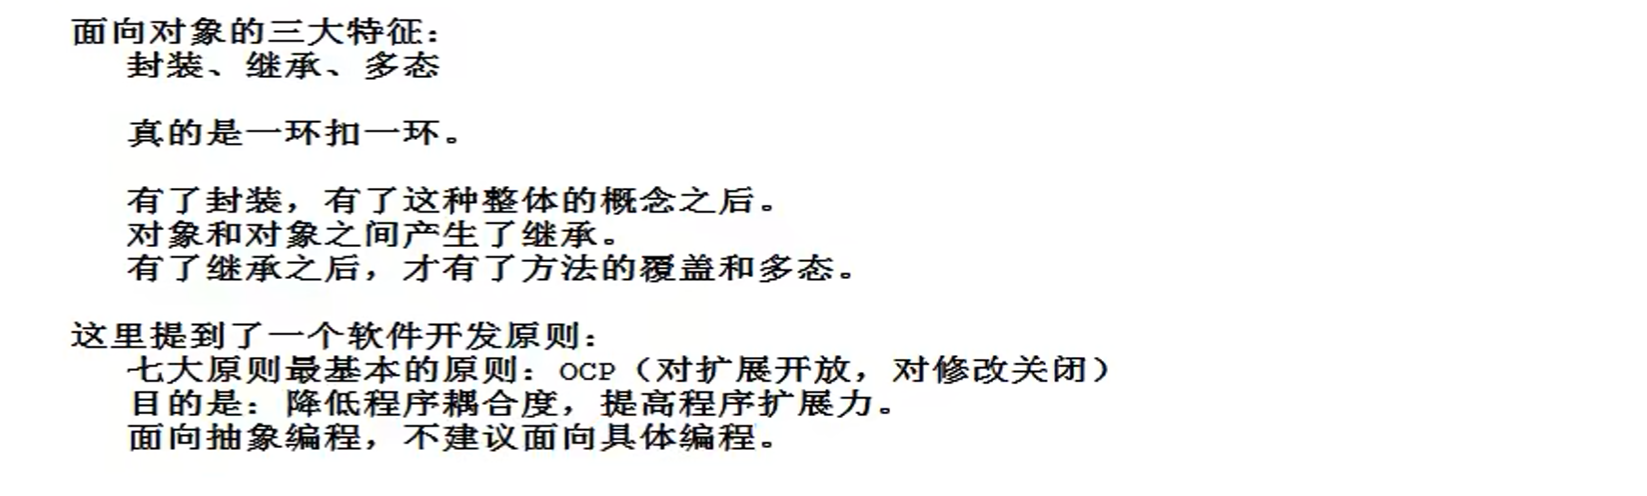 面向对象的三大特征：
封装、继承、多态
真的是一环扣一环。
有了封装，有了这种整体的概念之后。
对象和对象之间产生了继承。
有了继承之后，才有了方法的覆盖和多态。
这里提到了一个软件开发原则：
七大原则最基本的原则：OCP（对扩展开放，对修改关闭）
目的是：降低程序耦合度，提高程序扩展力。
面向抽象编程，不建议面向具体编程。